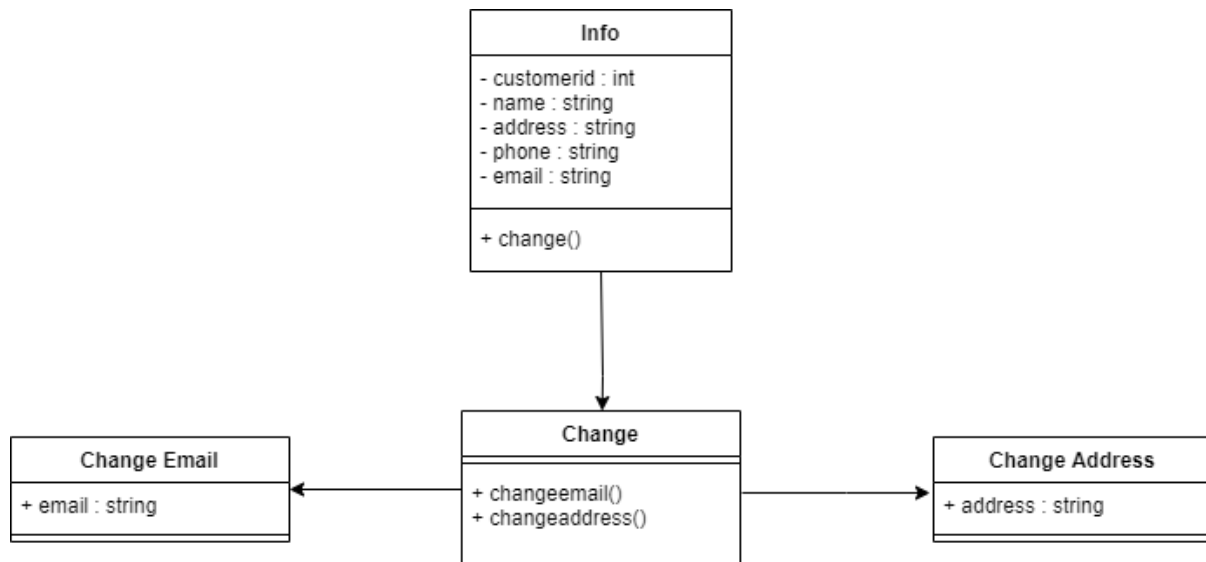 Info
- customerid : int
- name : string
- address : string
- phone : string
- email : string
+ change()
Change
+ changeemail()
+ changeaddress()
Change Email
+ email : string
Change Address
+ address : string